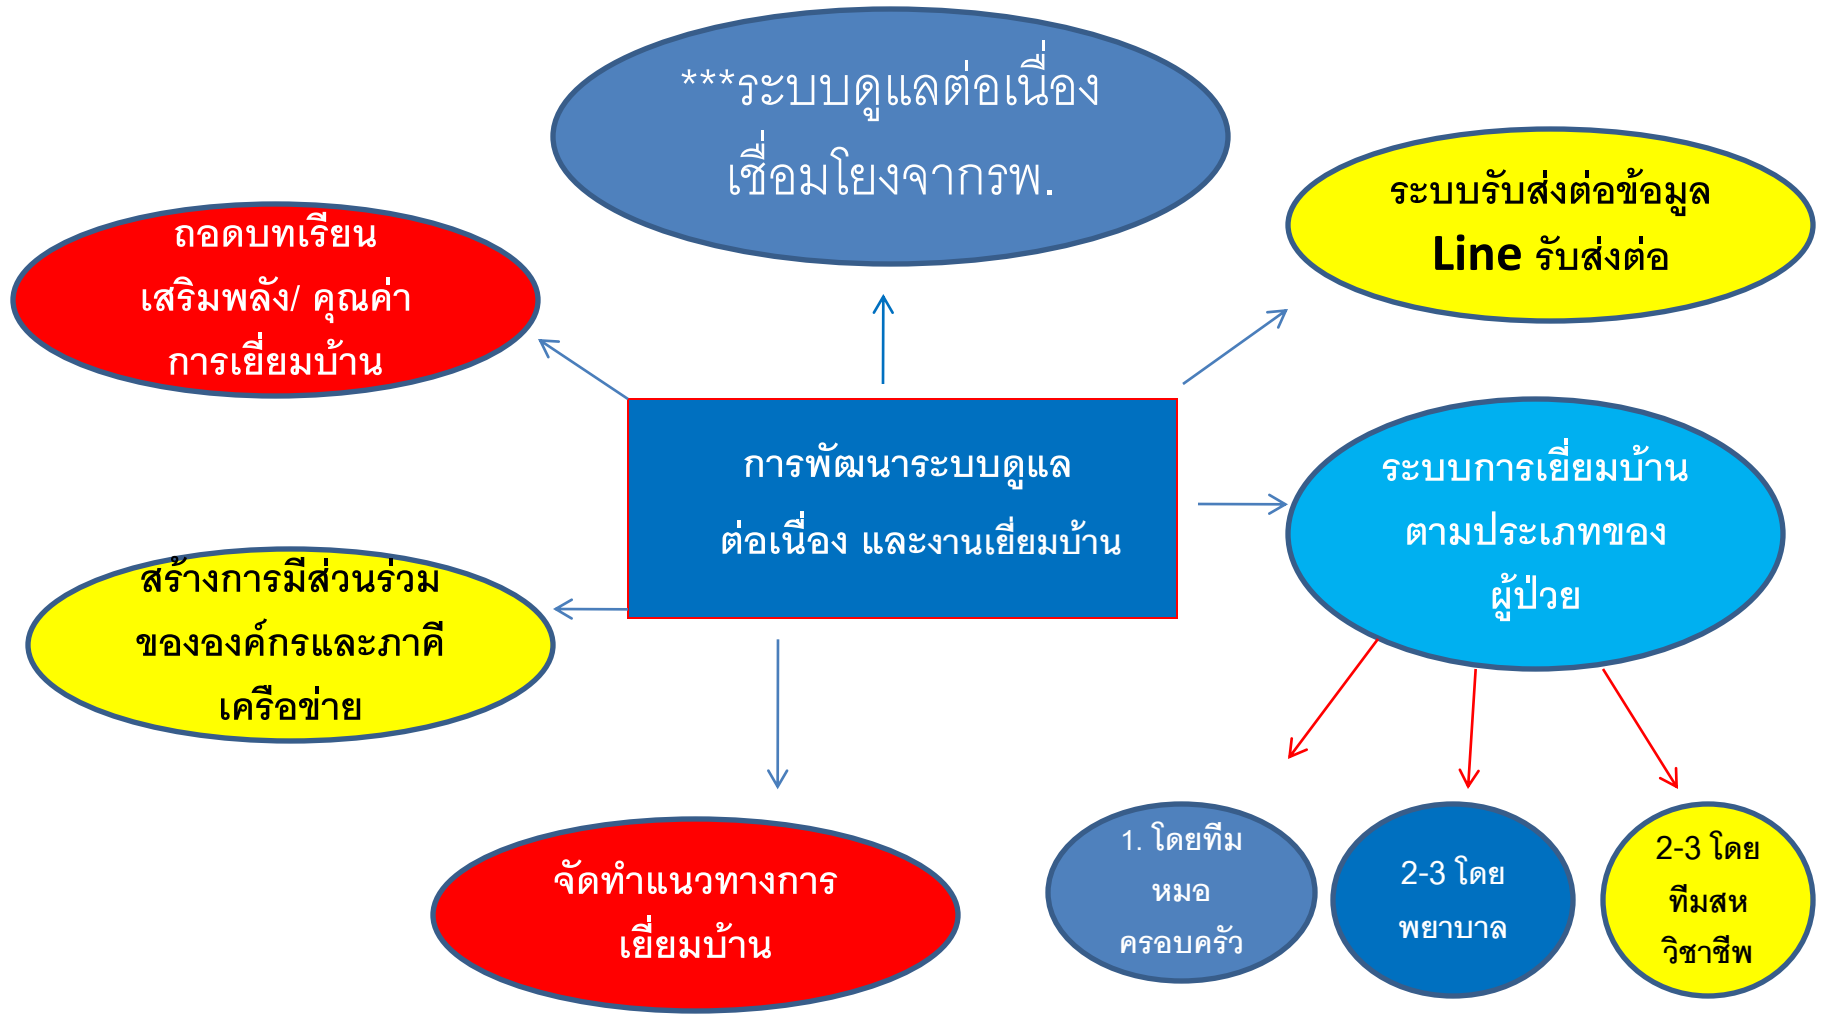 ***ระบบดูแลต่อเนื่อง
เชื่อมโยงจากรพ.
ระบบรับส่งต่อข้อมูล
Line รับส่งต่อ
ถอดบทเรียน
เสริมพลัง/ คุณค่า
การเยี่ยมบ้าน
การพัฒนาระบบดูแล
ต่อเนื่อง และงานเยี่ยมบ้าน
ระบบการเยี่ยมบ้าน
ตามประเภทของ
ผู้ป่วย
สร้างการมีส่วนร่วม
ขององค์กรและภาคี
เครือข่าย
จัดทำแนวทางการ
เยี่ยมบ้าน
1. โดยทีม
หมอ
ครอบครัว
2-3 โดย
พยาบาล
2-3 โดย
ทีมสห
วิชาชีพ